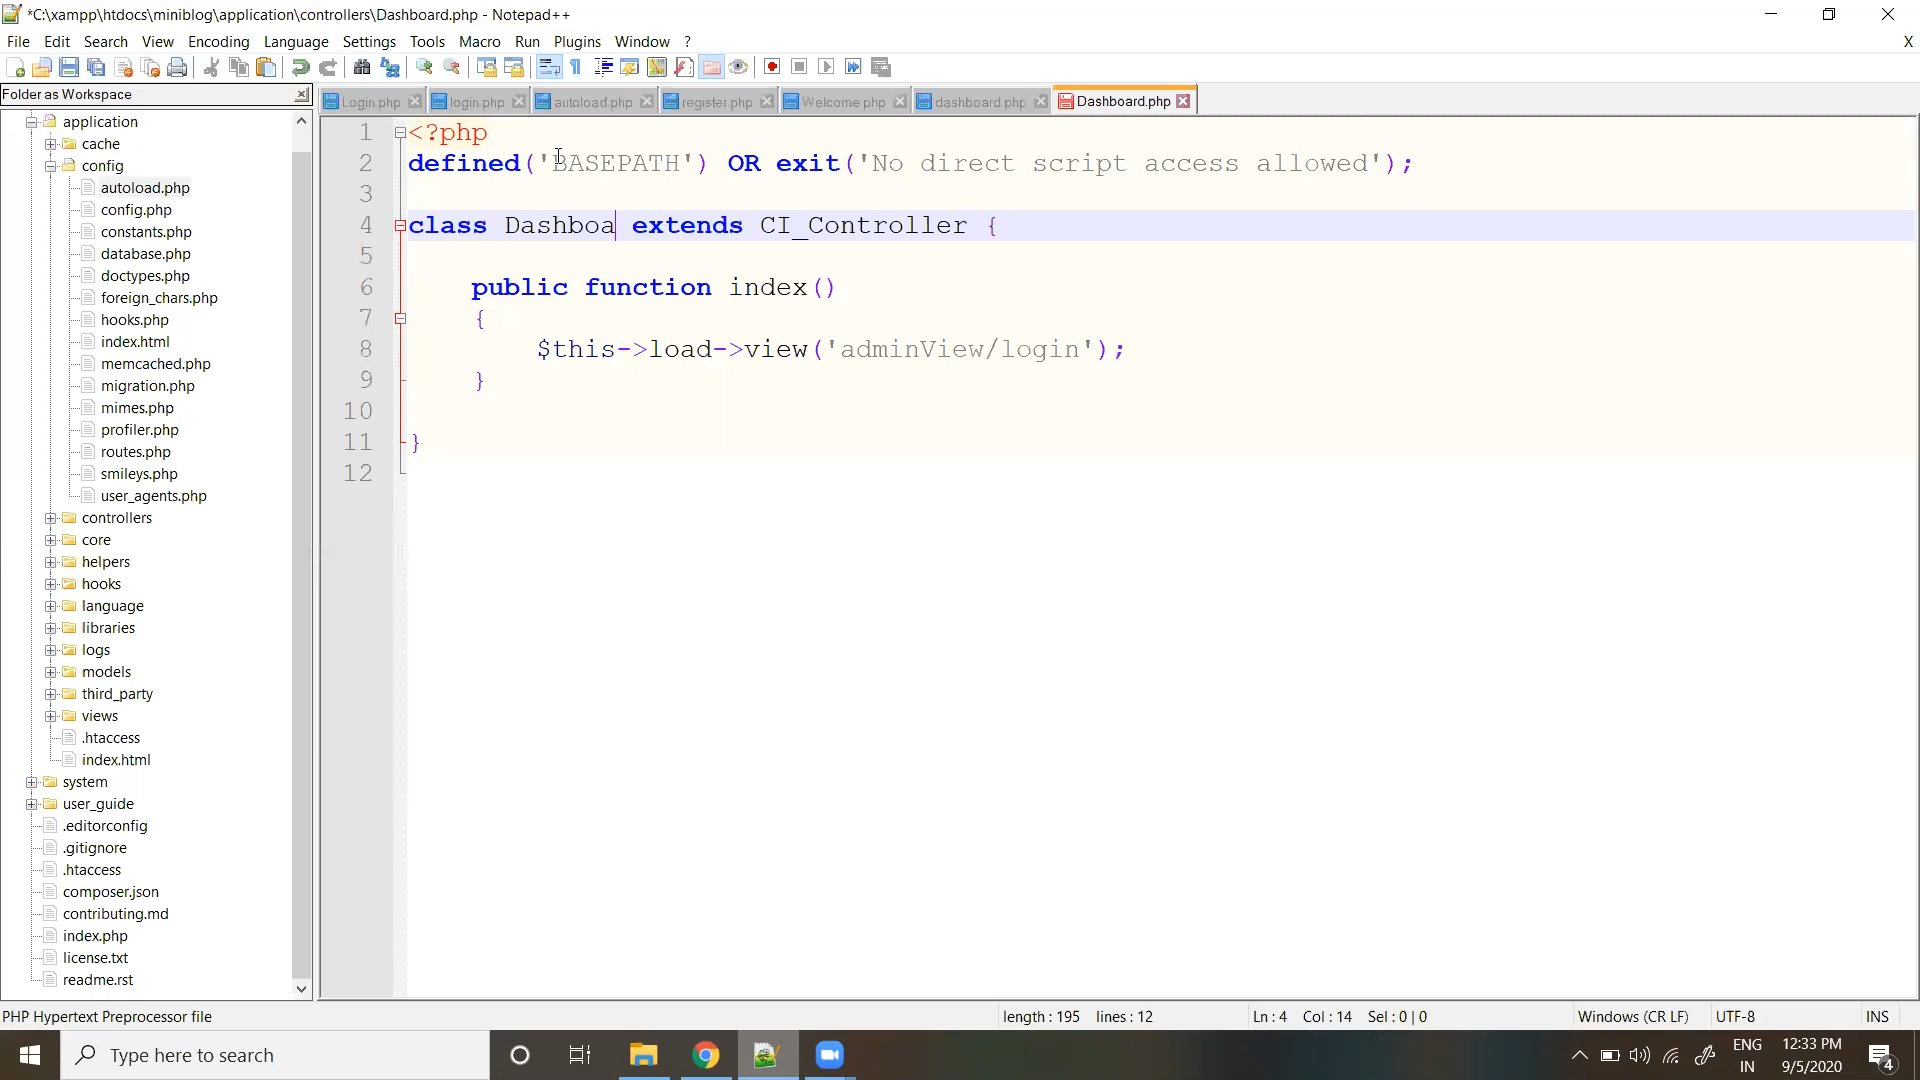 *C:\xampp\htdocs\miniblog\application\controllers\Dashboard.php - Notepad++
File Edit Search View Encoding Language Settings Tools Macro Run Plugins Window ? X
Folder as Workspace
Login.php login.php autoload.php register.php Welcome.php dashboard.php Dashboard.php
application
cache
config
autoload.php
config.php
constants.php
database.php
doctypes.php
foreign_chars.php
hooks.php
index.html
memcached.php
migration.php
mimes.php
profiler.php
routes.php
smileys.php
user_agents.php
controllers
core
helpers
hooks
language
libraries
logs
models
third_party
views
.htaccess
index.html
system
user_guide
.editorconfig
.gitignore
.htaccess
composer.json
contributing.md
index.php
license.txt
readme.rst
1 <?php
2 defined('BASEPATH') OR exit('No direct script access allowed');
3
4 class Dashboa extends CI_Controller {
5
6 public function index()
7 {
8 $this->load->view('adminView/login');
9 }
10
11 }
12
PHP Hypertext Preprocessor file length : 195 lines : 12 Ln : 4 Col : 14 Sel : 0 | 0 Windows (CR LF) UTF-8 INS
Type here to search
ENG
IN
12:33 PM
9/5/2020
4